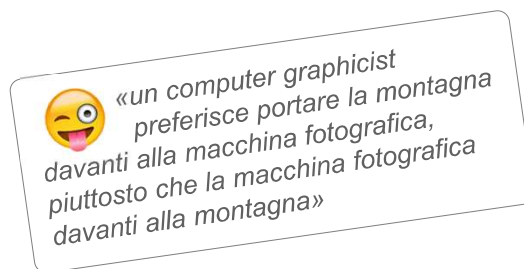 «un computer graphicist
preferisce portare la montagna
davanti alla macchina fotografica,
piuttosto che la macchina fotografica
davanti alla montagna»